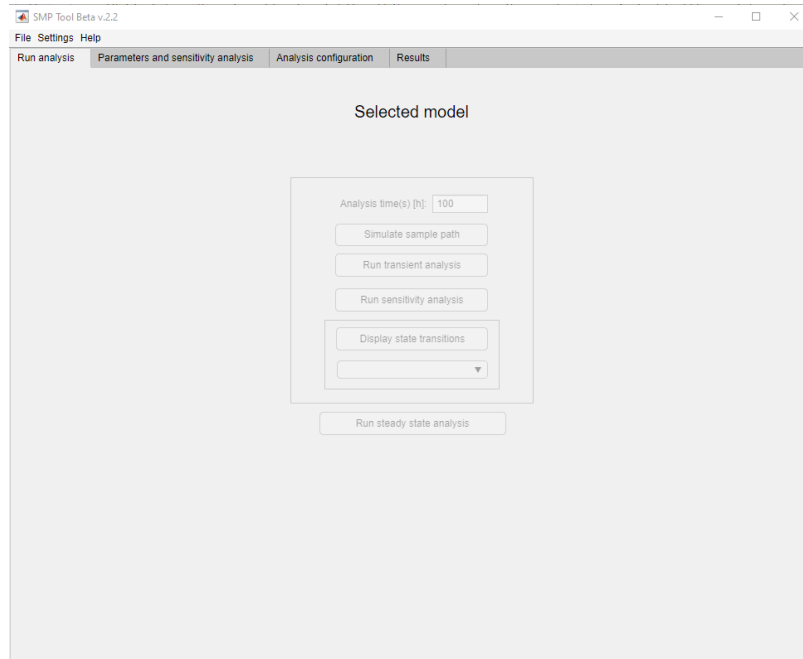 SMP Tool Beta v.2.2
File Settings Help
Run analysis Parameters and sensitivity analysis Analysis configuration Results
Selected model
Analysis time(s) [h]: 100
Simulate sample path
Run transient analysis
Run sensitivity analysis
Display state transitions
Run steady state analysis